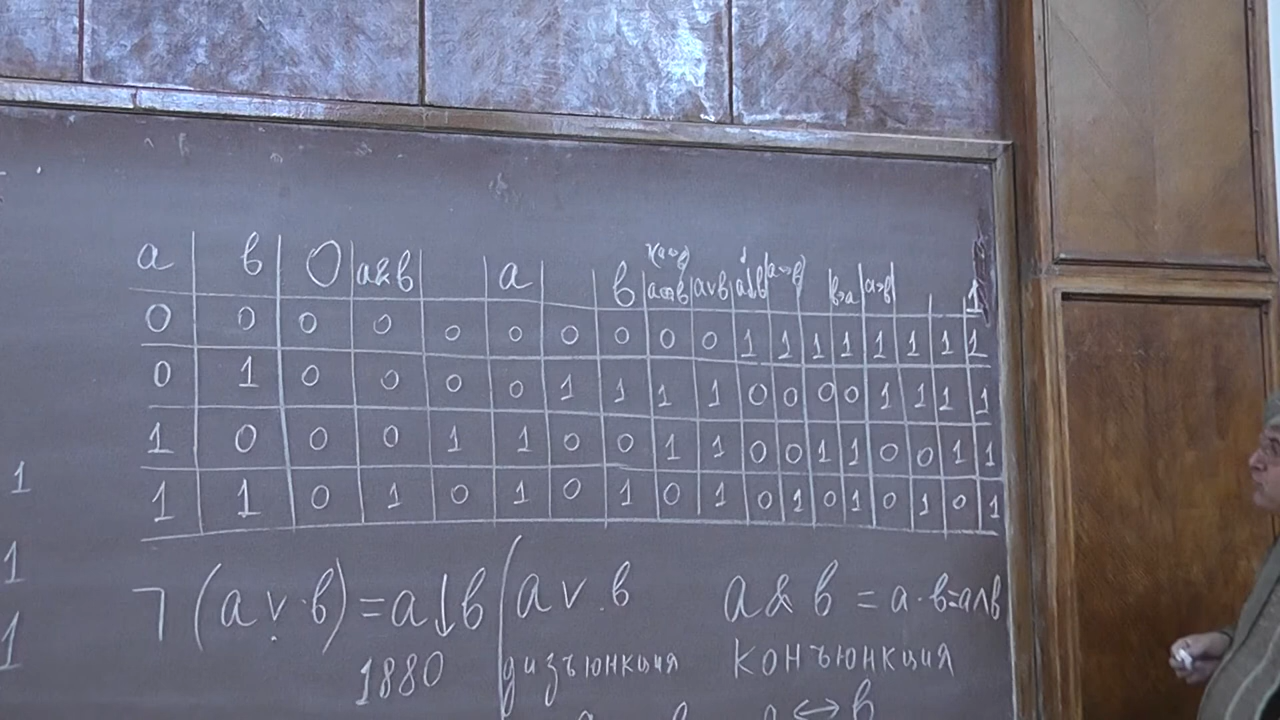 a в 0 a&в a в a∨в a↓в a↔в в→a a→в 1
0 0 0 0 0 0 0 0 0 0 1 1 1 1 1 1 1 1
0 1 0 0 0 0 1 1 1 1 0 0 0 0 1 1 1 1
1 0 0 0 1 1 0 0 1 1 0 0 1 1 0 0 1 1
1
1 1 0 1 0 1 0 1 0 1 0 1 0 1 0 1 0 1
1
1
¬(a∨в)=a↓в a∨в a&в=a·в=a∧в
1880 дизъюнкция конъюнкция
a↔в